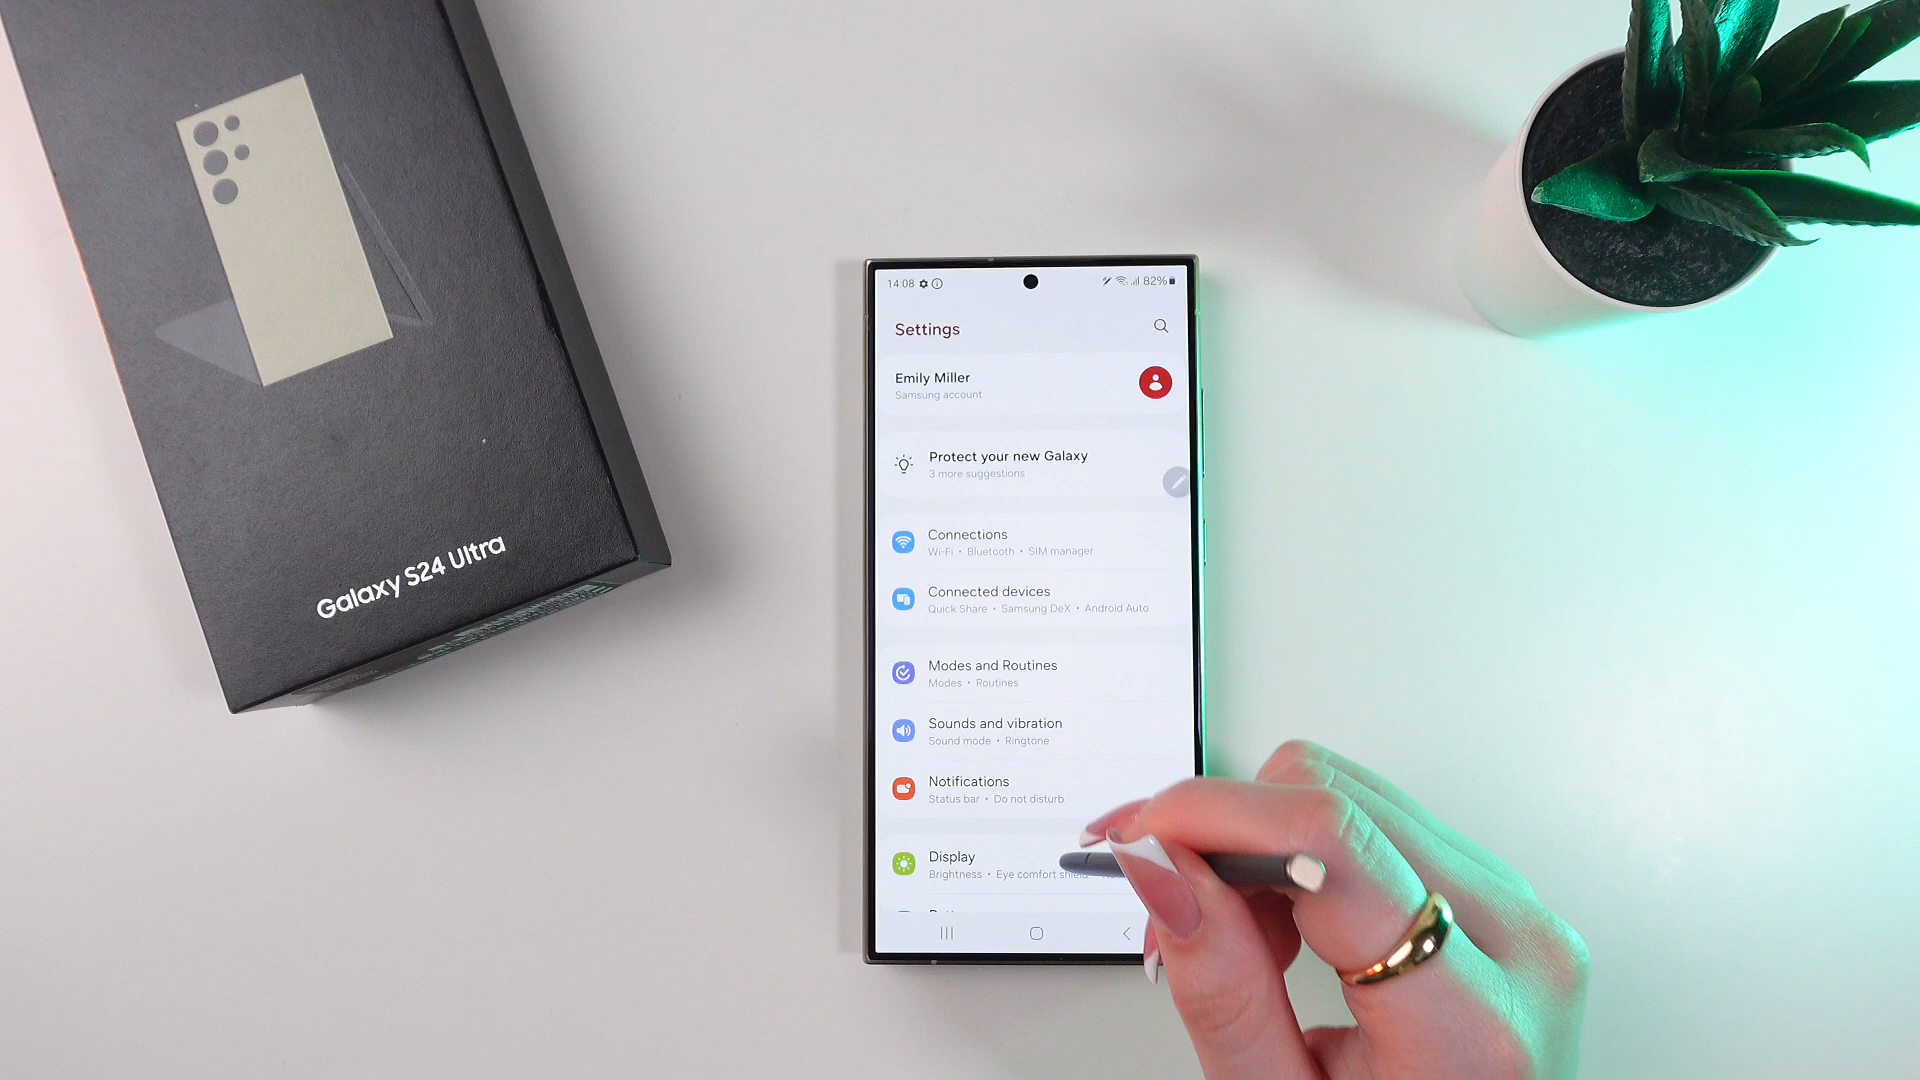 Galaxy S24 Ultra
14:08
82%
Settings
Emily Miller
Samsung account
Protect your new Galaxy
3 more suggestions
Connections
Wi-Fi • Bluetooth • SIM manager
Connected devices
Quick Share • Samsung DeX • Android Auto
Modes and Routines
Modes • Routines
Sounds and vibration
Sound mode • Ringtone
Notifications
Status bar • Do not disturb
Display
Brightness • Eye comfort shield